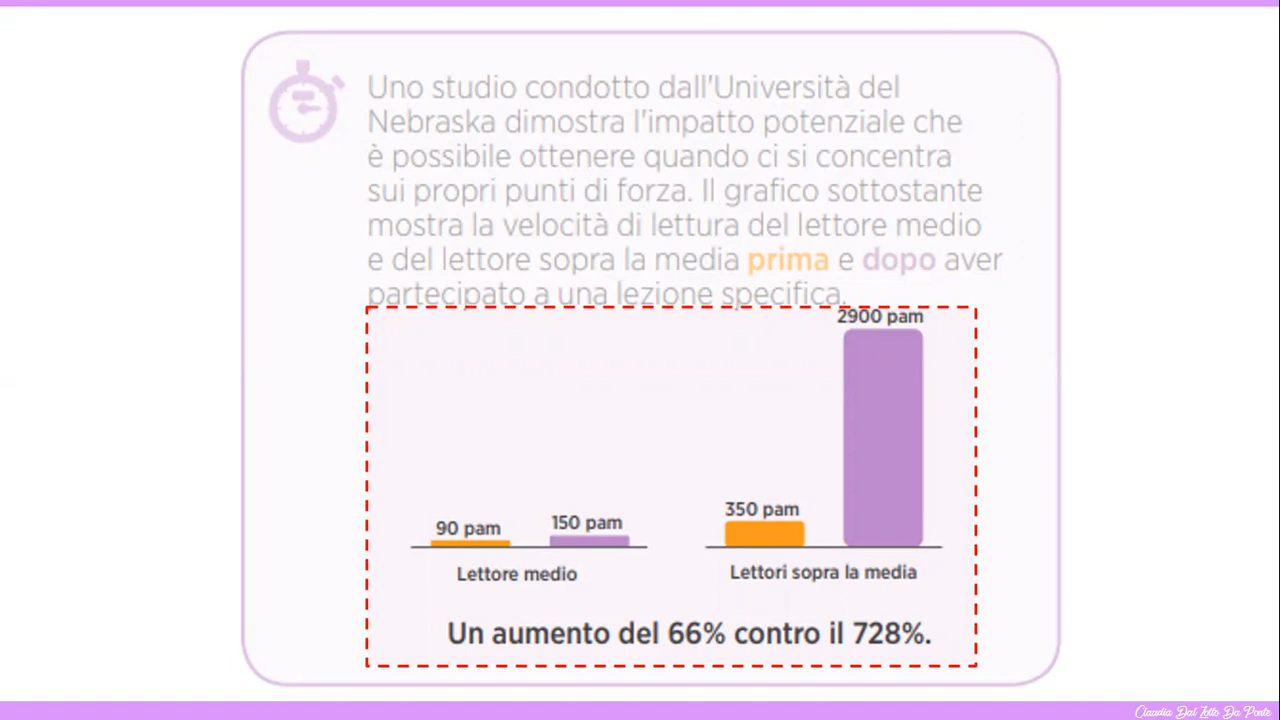 Uno studio condotto dall'Università del
Nebraska dimostra l'impatto potenziale che
è possibile ottenere quando ci si concentra
sui propri punti di forza. Il grafico sottostante
mostra la velocità di lettura del lettore medio
e del lettore sopra la media prima e dopo aver
partecipato a una lezione specifica.
2900 pam
350 pam
90 pam
150 pam
Lettore medio
Lettori sopra la media
Un aumento del 66% contro il 728%.
Claudia Dal Zotto Da Ponte